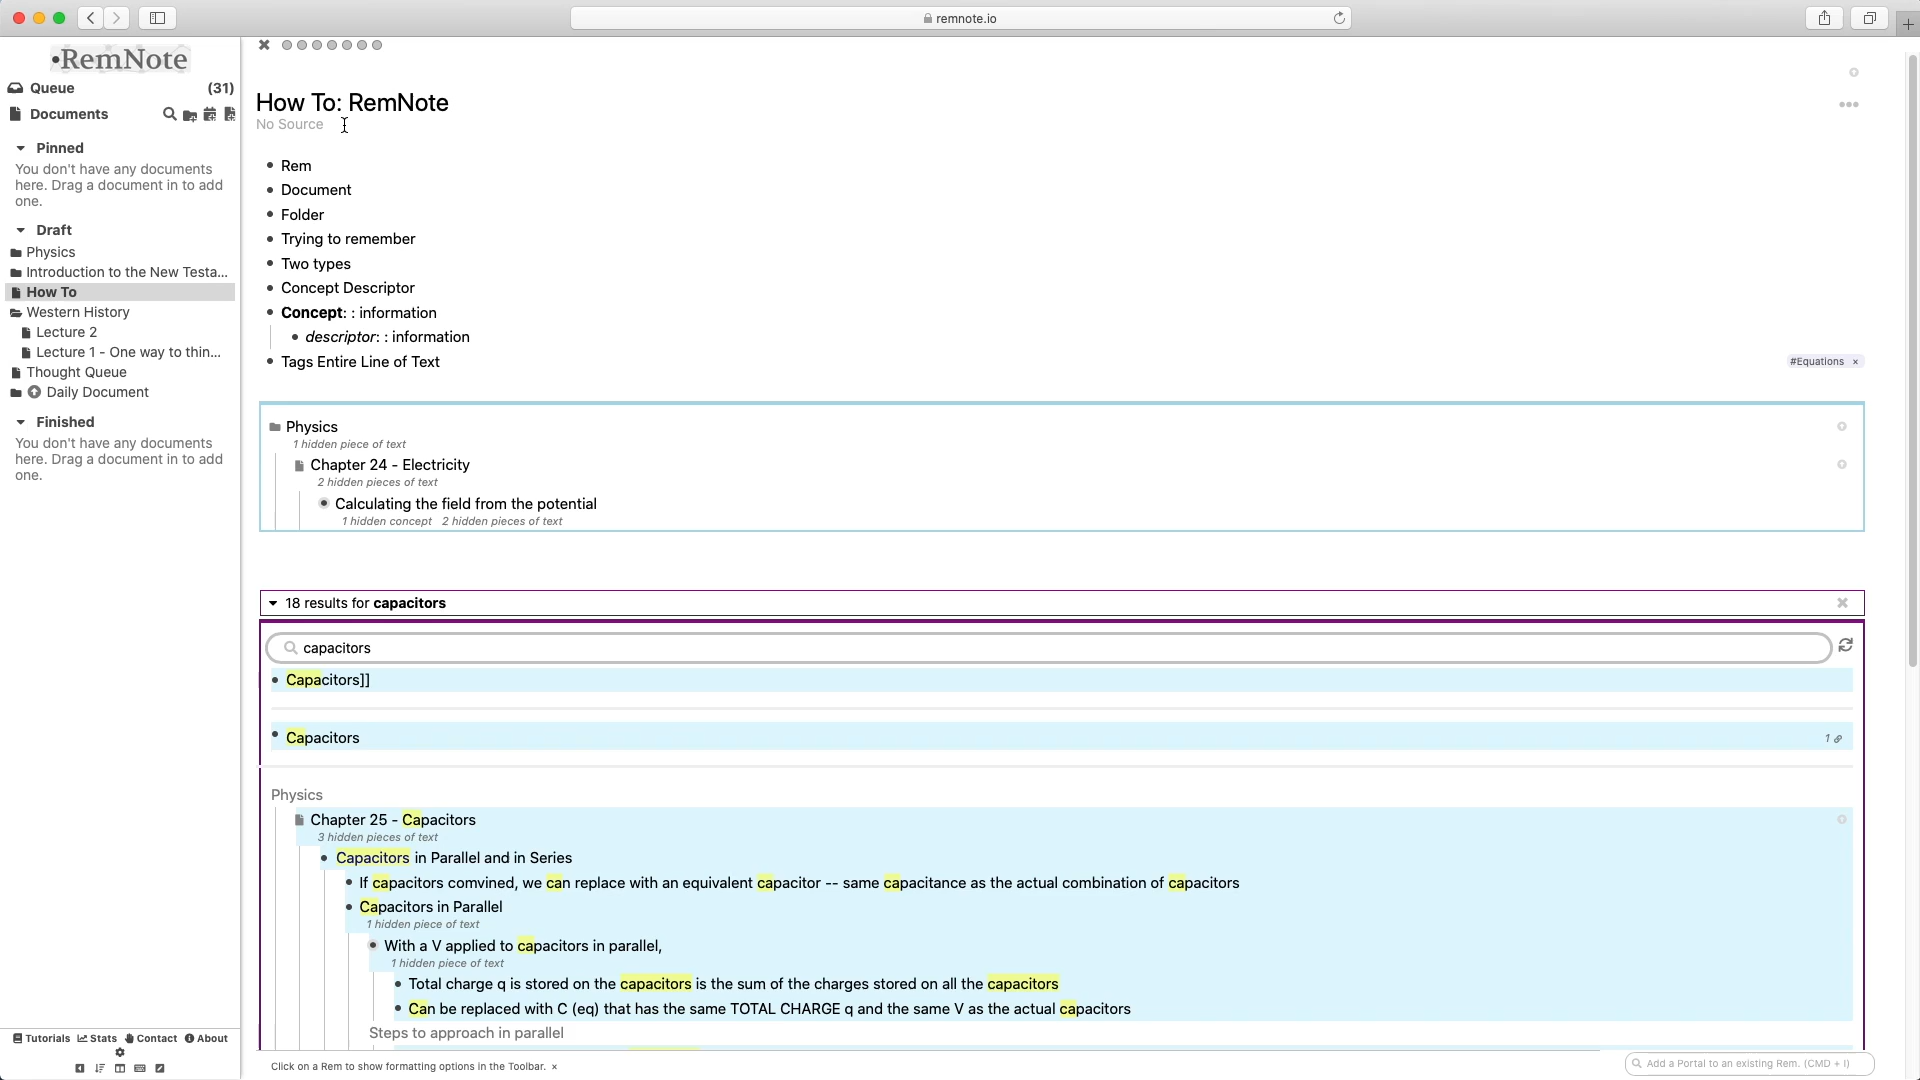 remnote.io
•RemNote
Queue (31)
Documents
Pinned
You don't have any documents
here. Drag a document in to add
one.
Draft
Physics
Introduction to the New Testa...
How To
Western History
Lecture 2
Lecture 1 - One way to thin...
Thought Queue
Daily Document
Finished
You don't have any documents
here. Drag a document in to add
one.
Tutorials Stats Contact About
How To: RemNote
No Source
Rem
Document
Folder
Trying to remember
Two types
Concept Descriptor
Concept: : information
descriptor: : information
Tags Entire Line of Text #Equations ×
Physics
1 hidden piece of text
Chapter 24 - Electricity
2 hidden pieces of text
Calculating the field from the potential
1 hidden concept 2 hidden pieces of text
18 results for capacitors
capacitors
Capacitors]]
Capacitors 1
Physics
Chapter 25 - Capacitors
3 hidden pieces of text
Capacitors in Parallel and in Series
If capacitors comvined, we can replace with an equivalent capacitor -- same capacitance as the actual combination of capacitors
Capacitors in Parallel
1 hidden piece of text
With a V applied to capacitors in parallel,
1 hidden piece of text
Total charge q is stored on the capacitors is the sum of the charges stored on all the capacitors
Can be replaced with C (eq) that has the same TOTAL CHARGE q and the same V as the actual capacitors
Steps to approach in parallel
Click on a Rem to show formatting options in the Toolbar. ×
Add a Portal to an existing Rem. (CMD + I)